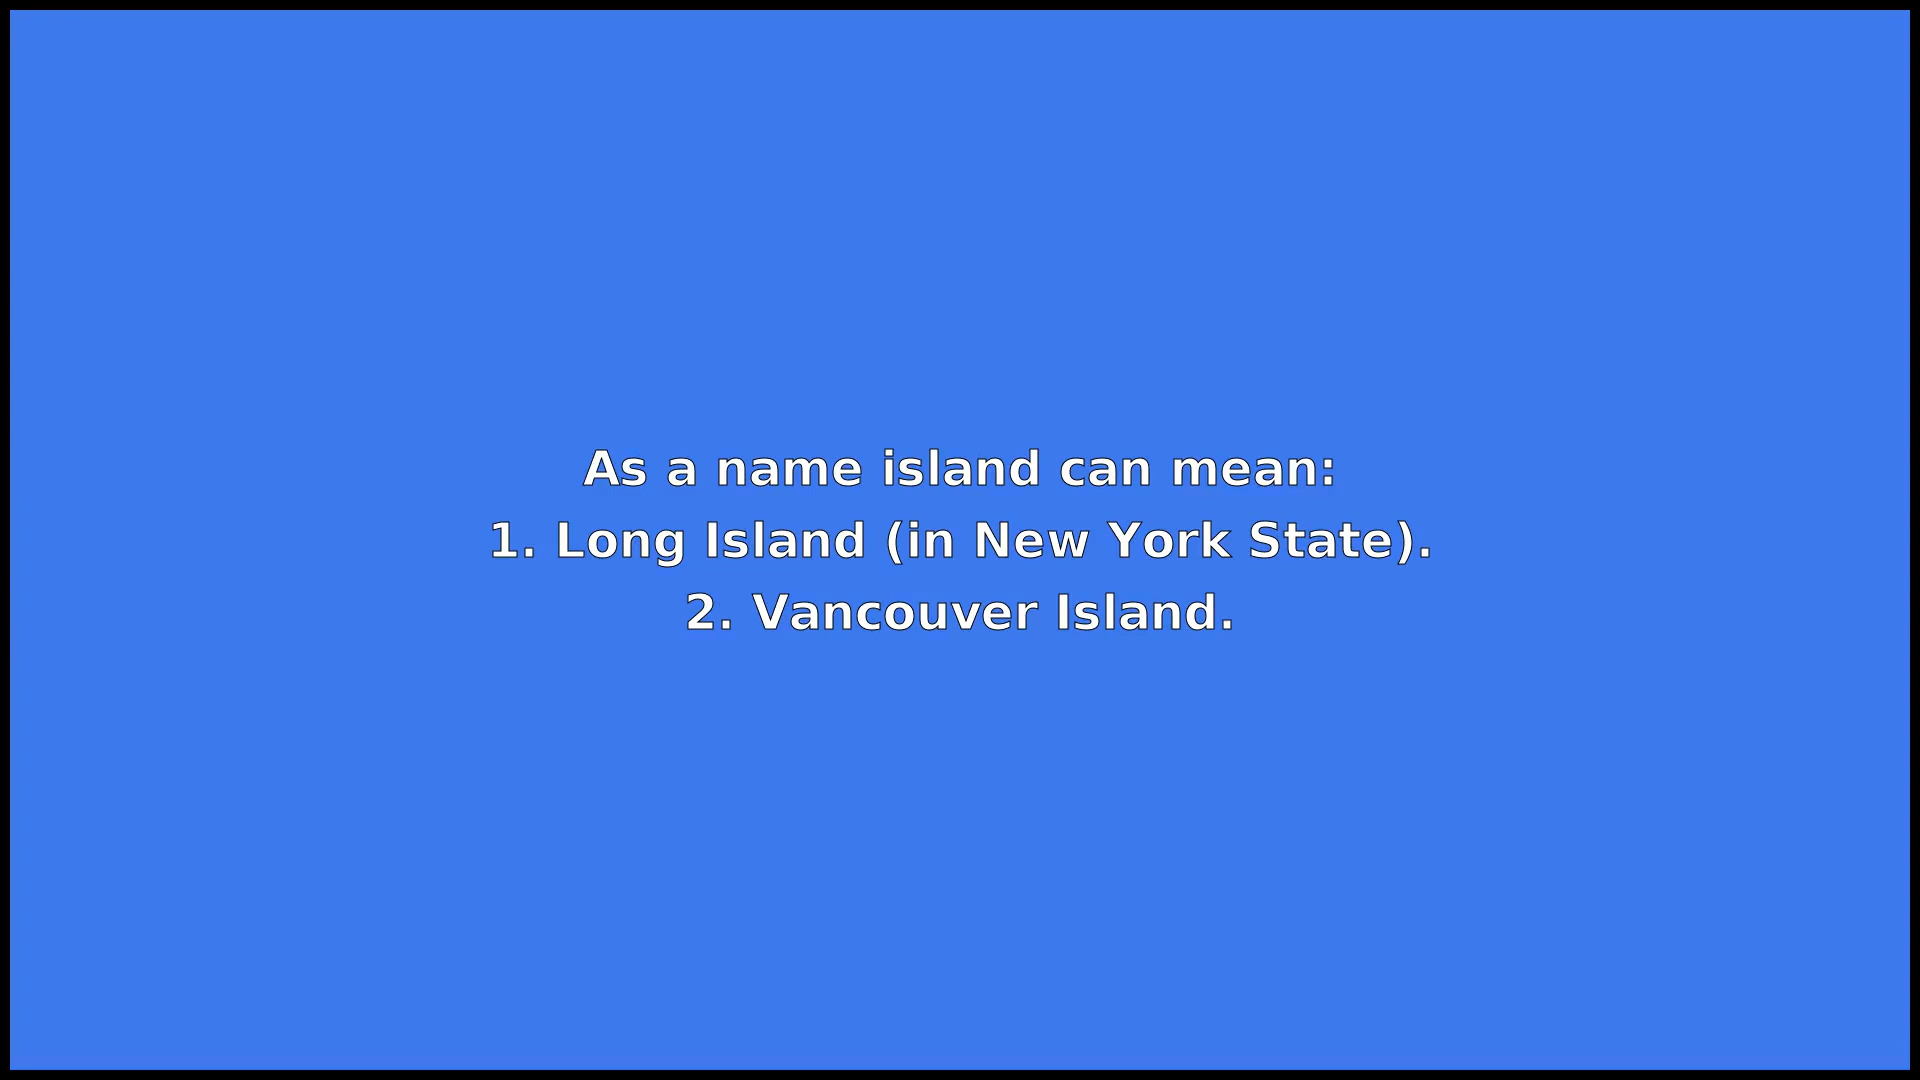 As a name island can mean:
1. Long Island (in New York State).
2. Vancouver Island.